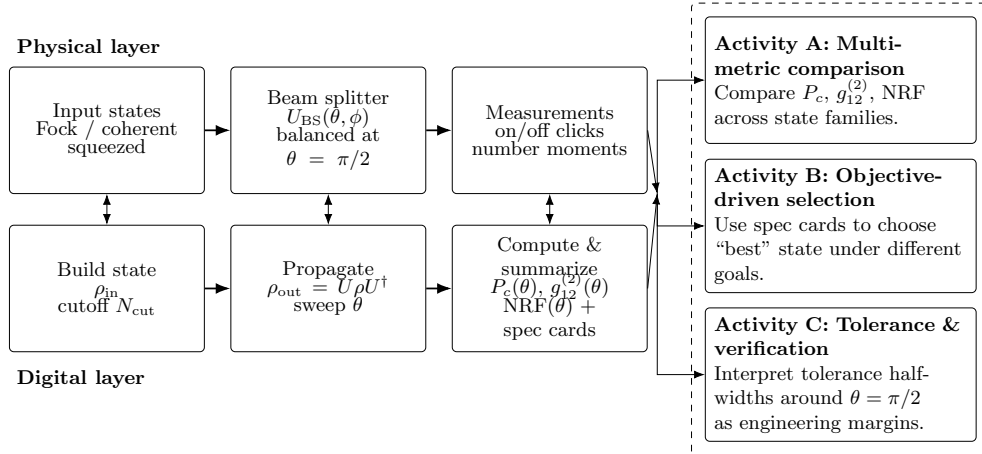 Physical layer
Input states
Fock / coherent
squeezed
Beam splitter
U_BS(θ, ϕ)
balanced at
θ = π/2
Measurements
on/off clicks
number moments
Build state
ρ_in
cutoff N_cut
Propagate
ρ_out = UρU†
sweep θ
Compute &
summarize
P_c(θ), g_12^(2)(θ)
NRF(θ) +
spec cards
Digital layer
Activity A: Multi-
metric comparison
Compare P_c, g_12^(2), NRF
across state families.
Activity B: Objective-
driven selection
Use spec cards to choose
“best” state under different
goals.
Activity C: Tolerance &
verification
Interpret tolerance half-
widths around θ = π/2
as engineering margins.